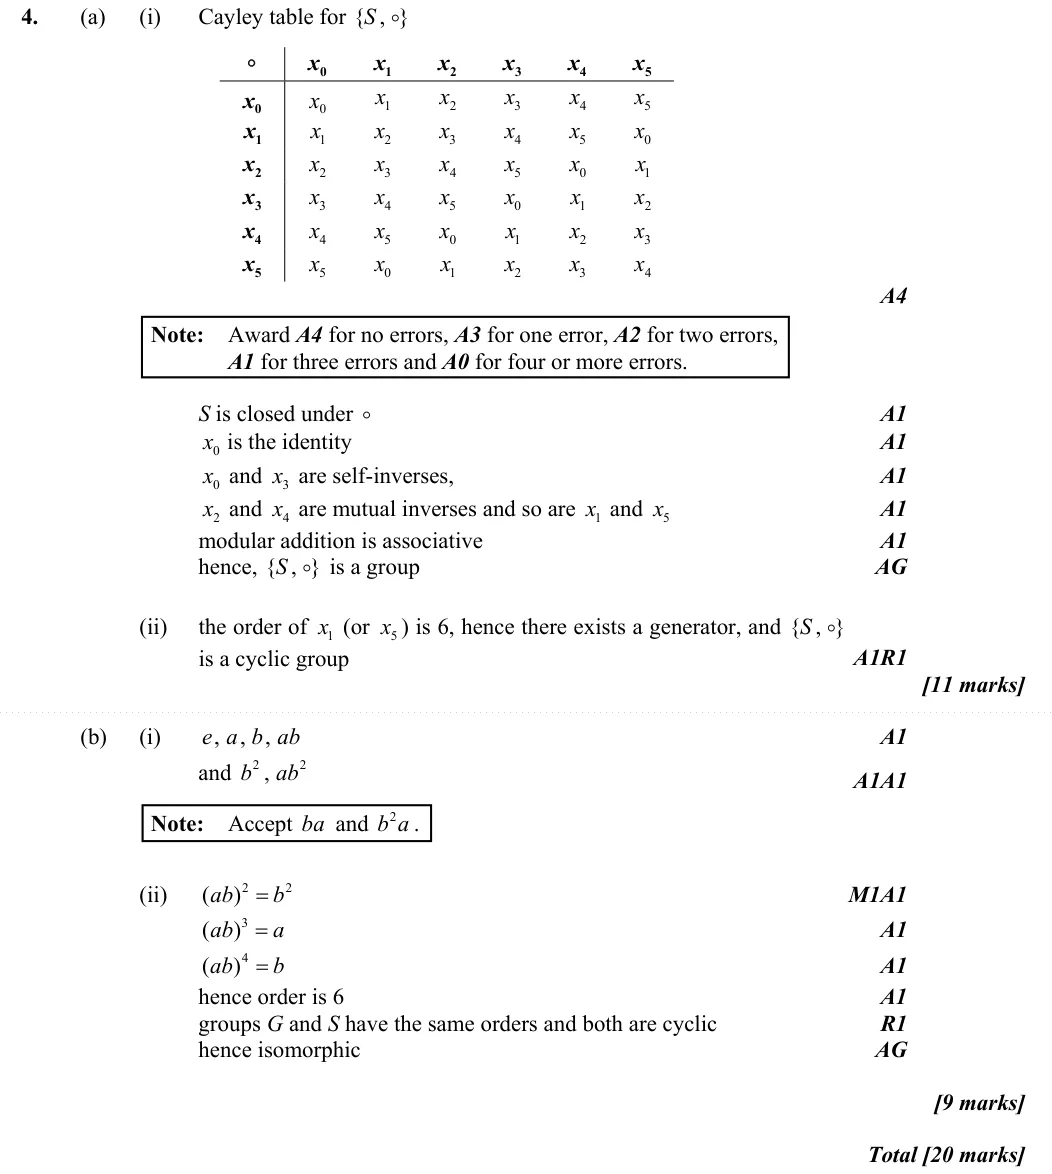 4. (a) (i) Cayley table for {S, ∘}
∘ x₀ x₁ x₂ x₃ x₄ x₅
x₀ x₀ x₁ x₂ x₃ x₄ x₅
x₁ x₁ x₂ x₃ x₄ x₅ x₀
x₂ x₂ x₃ x₄ x₅ x₀ x₁
x₃ x₃ x₄ x₅ x₀ x₁ x₂
x₄ x₄ x₅ x₀ x₁ x₂ x₃
x₅ x₅ x₀ x₁ x₂ x₃ x₄
A4
Note: Award A4 for no errors, A3 for one error, A2 for two errors,
A1 for three errors and A0 for four or more errors.
S is closed under ∘ A1
x₀ is the identity A1
x₀ and x₃ are self-inverses, A1
x₂ and x₄ are mutual inverses and so are x₁ and x₅ A1
modular addition is associative A1
hence, {S, ∘} is a group AG
(ii) the order of x₁ (or x₅) is 6, hence there exists a generator, and {S, ∘}
is a cyclic group A1R1
[11 marks]
(b) (i) e, a, b, ab A1
and b², ab² A1A1
Note: Accept ba and b²a.
(ii) (ab)² = b² M1A1
(ab)³ = a A1
(ab)⁴ = b A1
hence order is 6 A1
groups G and S have the same orders and both are cyclic R1
hence isomorphic AG
[9 marks]
Total [20 marks]